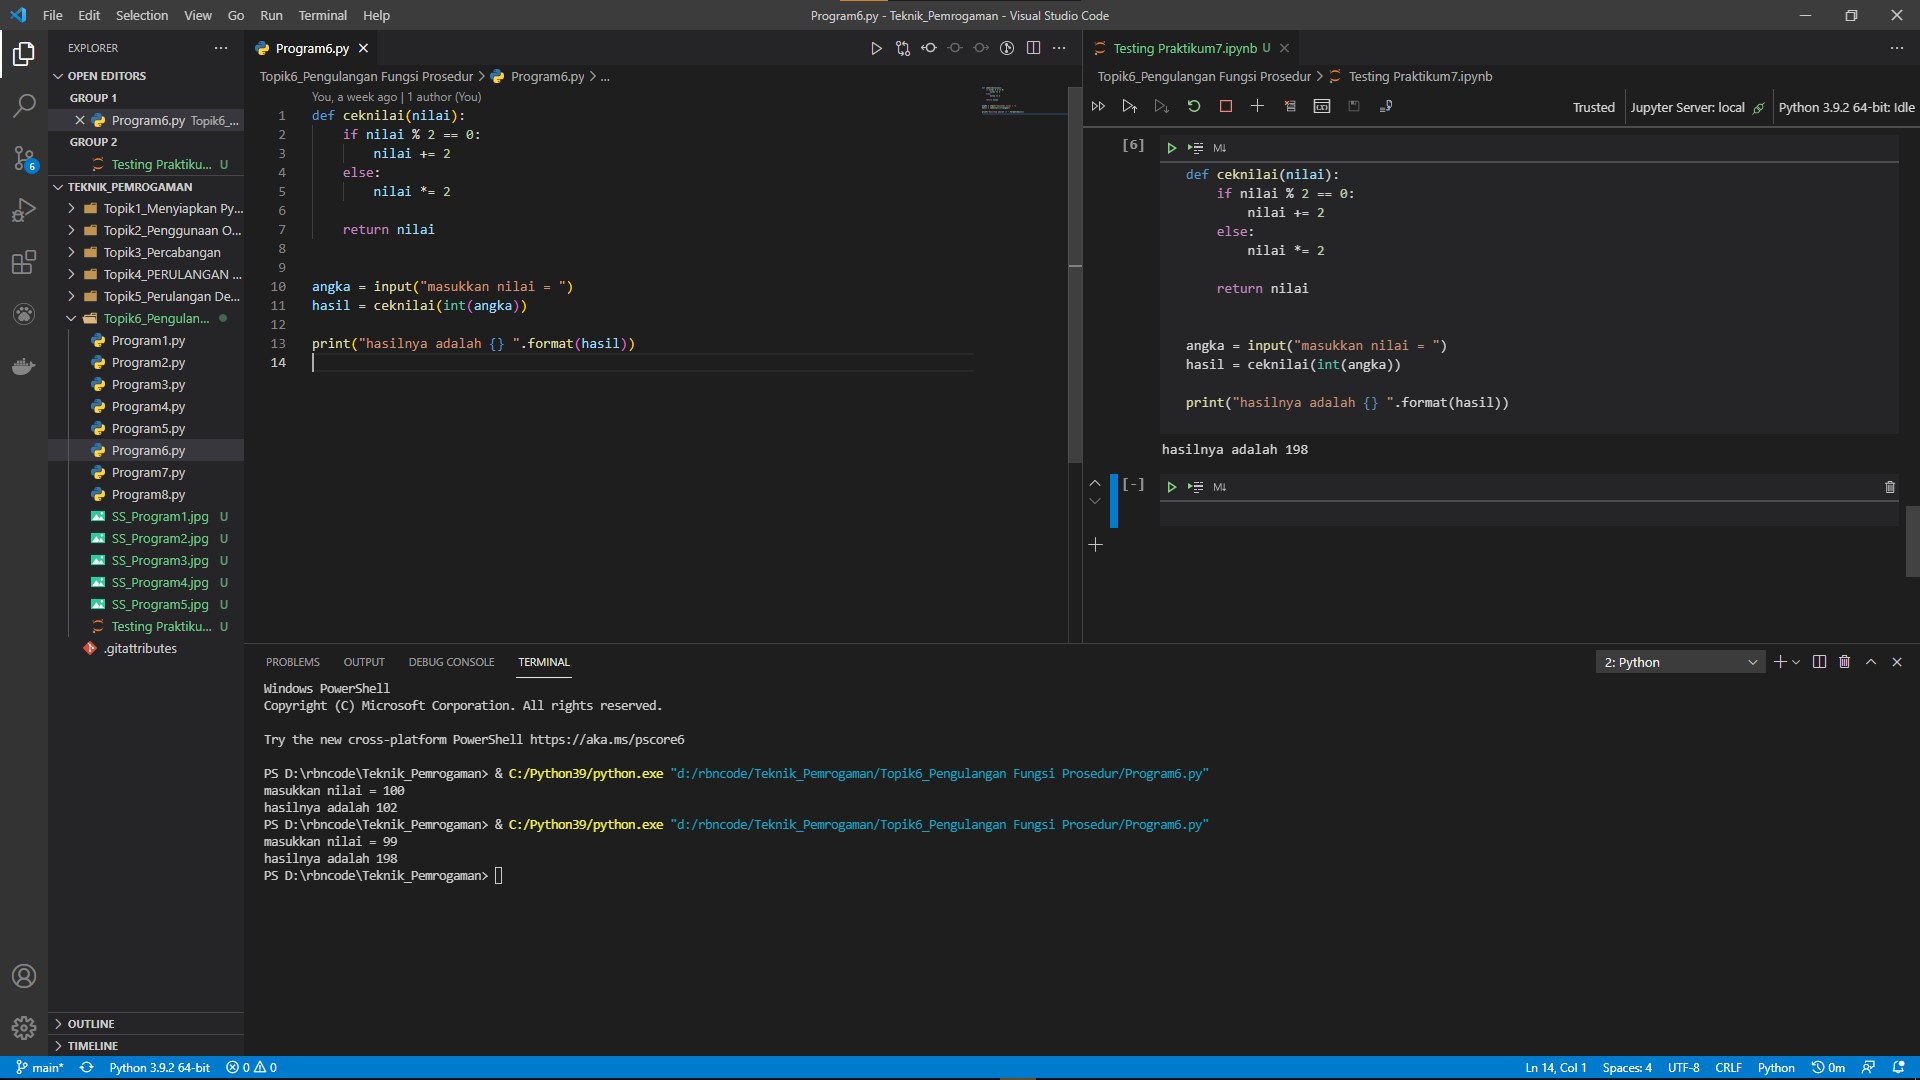 File Edit Selection View Go Run Terminal Help
Program6.py - Teknik_Pemrogaman - Visual Studio Code
EXPLORER
OPEN EDITORS
GROUP 1
Program6.py Topik6_...
GROUP 2
Testing Praktiku... U
TEKNIK_PEMROGAMAN
Topik1_Menyiapkan Py...
Topik2_Penggunaan O...
Topik3_Percabangan
Topik4_PERULANGAN ...
Topik5_Perulangan De...
Topik6_Pengulan...
Program1.py
Program2.py
Program3.py
Program4.py
Program5.py
Program6.py
Program7.py
Program8.py
SS_Program1.jpg U
SS_Program2.jpg U
SS_Program3.jpg U
SS_Program4.jpg U
SS_Program5.jpg U
Testing Praktiku... U
.gitattributes
OUTLINE
TIMELINE
6
Program6.py
Topik6_Pengulangan Fungsi Prosedur > Program6.py > ...
You, a week ago | 1 author (You)
1 def ceknilai(nilai):
2 if nilai % 2 == 0:
3 nilai += 2
4 else:
5 nilai *= 2
6
7 return nilai
8
9
10 angka = input("masukkan nilai = ")
11 hasil = ceknilai(int(angka))
12
13 print("hasilnya adalah {} ".format(hasil))
14
Testing Praktikum7.ipynb U
Topik6_Pengulangan Fungsi Prosedur > Testing Praktikum7.ipynb
Trusted Jupyter Server: local Python 3.9.2 64-bit: Idle
[6] M↓
def ceknilai(nilai):
if nilai % 2 == 0:
nilai += 2
else:
nilai *= 2
return nilai
angka = input("masukkan nilai = ")
hasil = ceknilai(int(angka))
print("hasilnya adalah {} ".format(hasil))
hasilnya adalah 198
[-] M↓
PROBLEMS OUTPUT DEBUG CONSOLE TERMINAL
2: Python
Windows PowerShell
Copyright (C) Microsoft Corporation. All rights reserved.
Try the new cross-platform PowerShell https://aka.ms/pscore6
PS D:\rbncode\Teknik_Pemrogaman> & C:/Python39/python.exe "d:/rbncode/Teknik_Pemrogaman/Topik6_Pengulangan Fungsi Prosedur/Program6.py"
masukkan nilai = 100
hasilnya adalah 102
PS D:\rbncode\Teknik_Pemrogaman> & C:/Python39/python.exe "d:/rbncode/Teknik_Pemrogaman/Topik6_Pengulangan Fungsi Prosedur/Program6.py"
masukkan nilai = 99
hasilnya adalah 198
PS D:\rbncode\Teknik_Pemrogaman>
main* Python 3.9.2 64-bit 0 0
Ln 14, Col 1 Spaces: 4 UTF-8 CRLF Python 0m